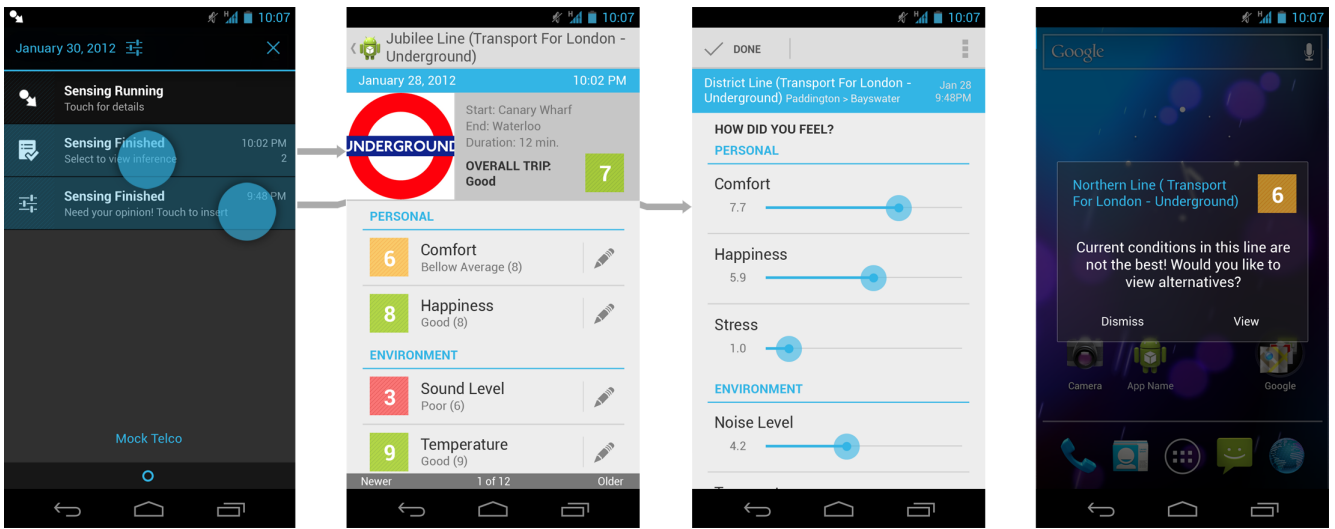 10:07
January 30, 2012
Sensing Running
Touch for details
Sensing Finished 10:02 PM
Select to view inference 2
Sensing Finished 9:48 PM
Need your opinion! Touch to insert
Mock Telco
H 10:07
Jubilee Line (Transport For London -
Underground)
January 28, 2012 10:02 PM
UNDERGROUND
Start: Canary Wharf
End: Waterloo
Duration: 12 min.
OVERALL TRIP:
Good
7
PERSONAL
6
Comfort
Bellow Average (8)
8
Happiness
Good (8)
ENVIRONMENT
3
Sound Level
Poor (6)
9
Temperature
Good (9)
Newer 1 of 12 Older
H 10:07
DONE
District Line (Transport For London - Jan 28
Underground) Paddington > Bayswater 9:48PM
HOW DID YOU FEEL?
PERSONAL
Comfort
7.7
Happiness
5.9
Stress
1.0
ENVIRONMENT
Noise Level
4.2
H 10:07
Google
Northern Line ( Transport
For London - Underground)
6
Current conditions in this line are
not the best! Would you like to
view alternatives?
Dismiss View
Camera App Name Google